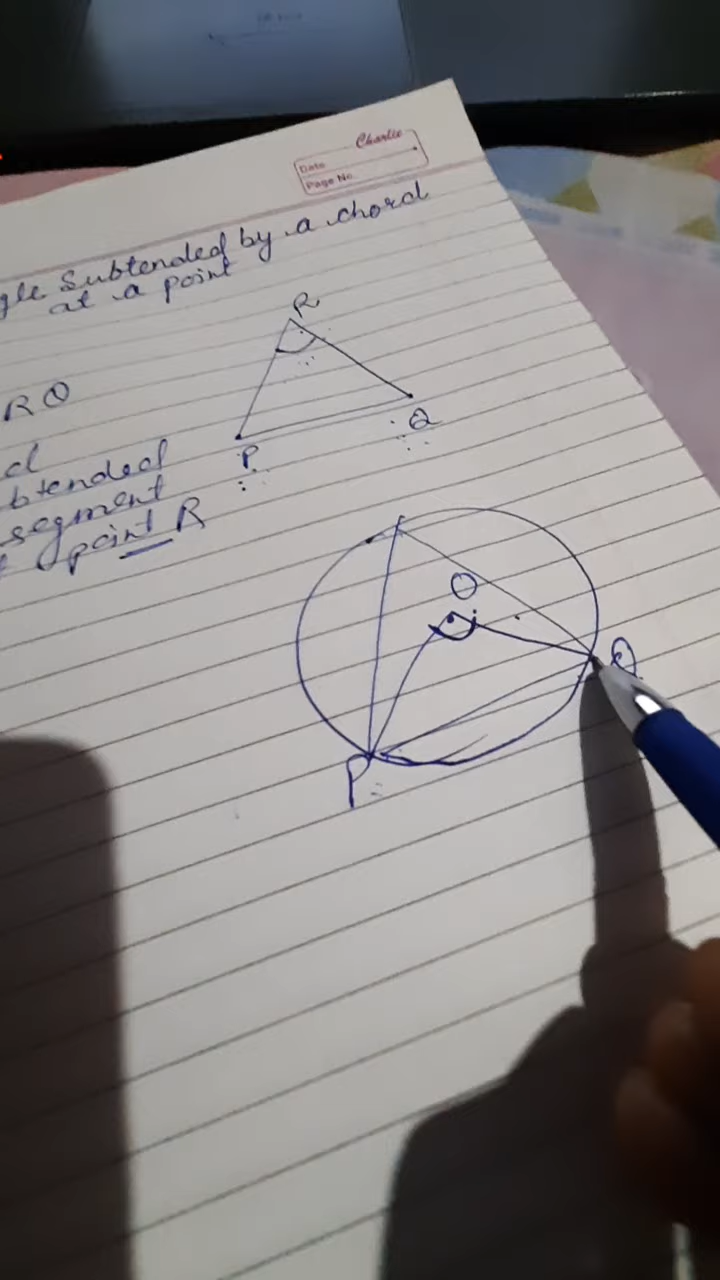 Charlie
Date
Page No.
gle Subtended by a chord
at a point
R
RQ
P
Q
d
btended
segment
point R
O
Q
P